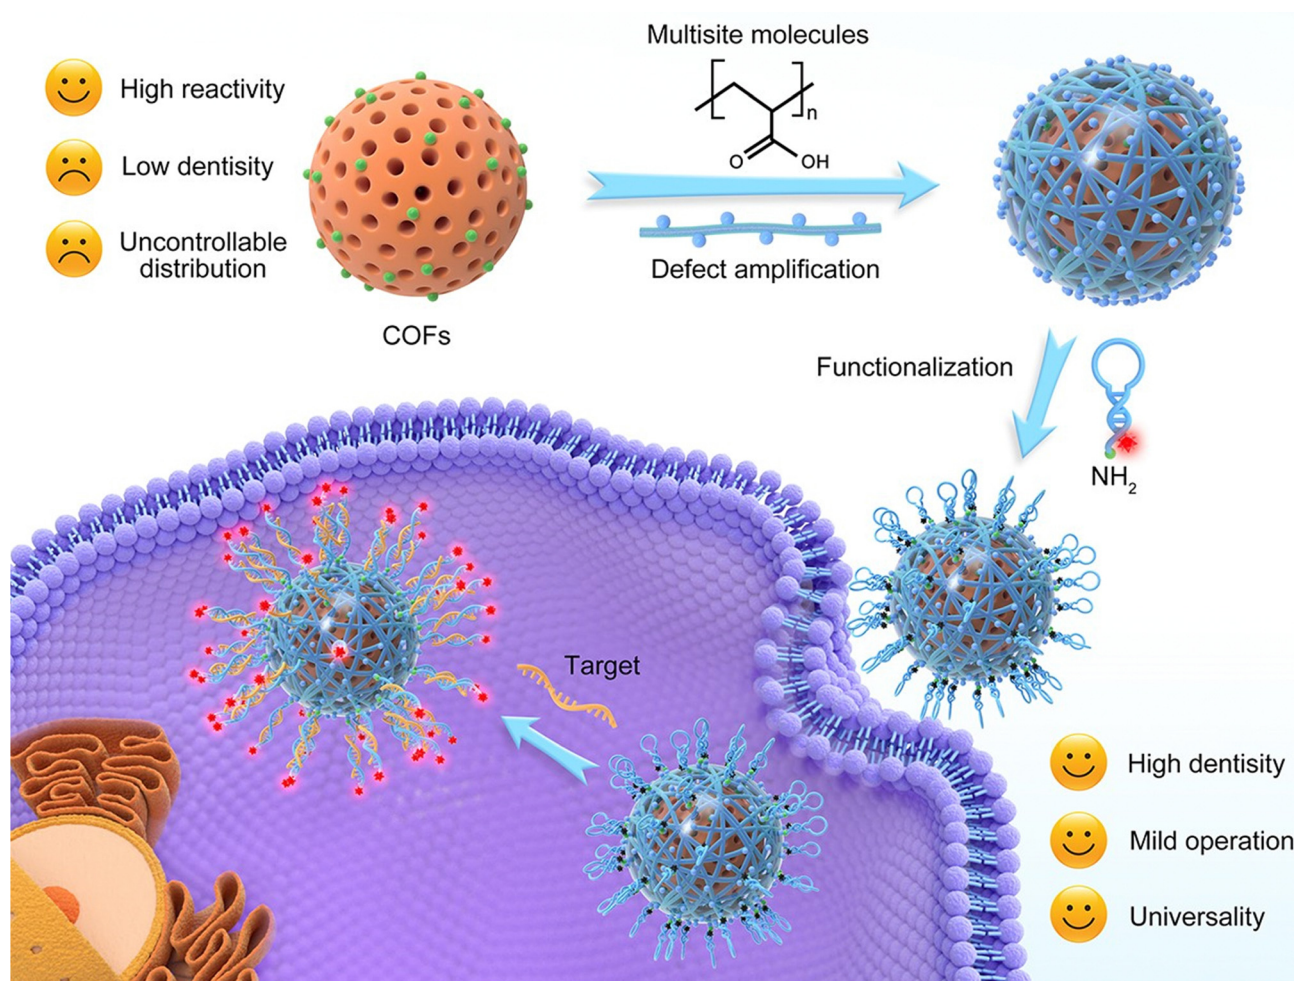 Multisite molecules
High reactivity
n
O
OH
Low dentisity
Uncontrollable
distribution
Defect amplification
COFs
Functionalization
NH2
Target
High dentisity
Mild operation
Universality